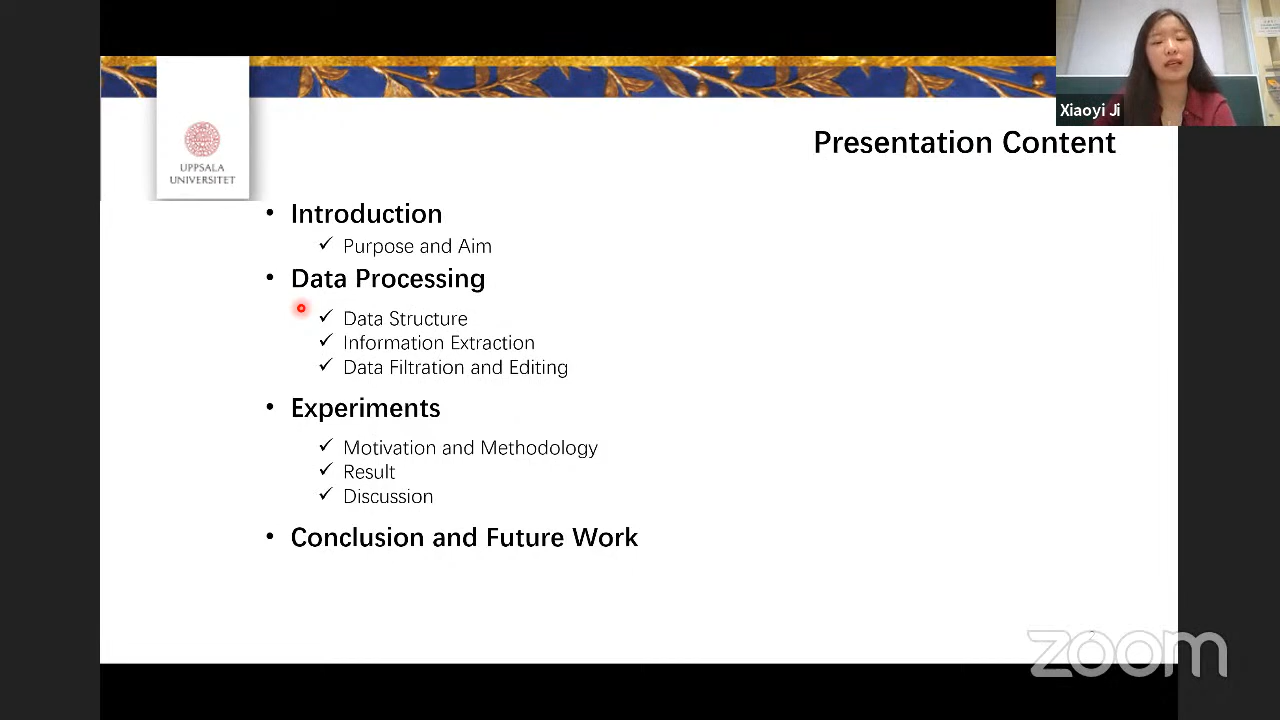 Xiaoyi Ji
Presentation Content
UPPSALA
UNIVERSITET
• Introduction
✓ Purpose and Aim
• Data Processing
✓ Data Structure
✓ Information Extraction
✓ Data Filtration and Editing
• Experiments
✓ Motivation and Methodology
✓ Result
✓ Discussion
• Conclusion and Future Work
zoom